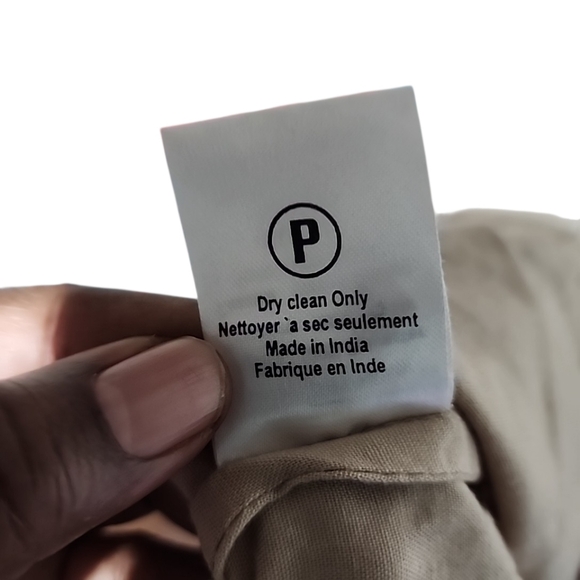 P
Dry clean Only
Nettoyer `a sec seulement
Made in India
Fabrique en Inde